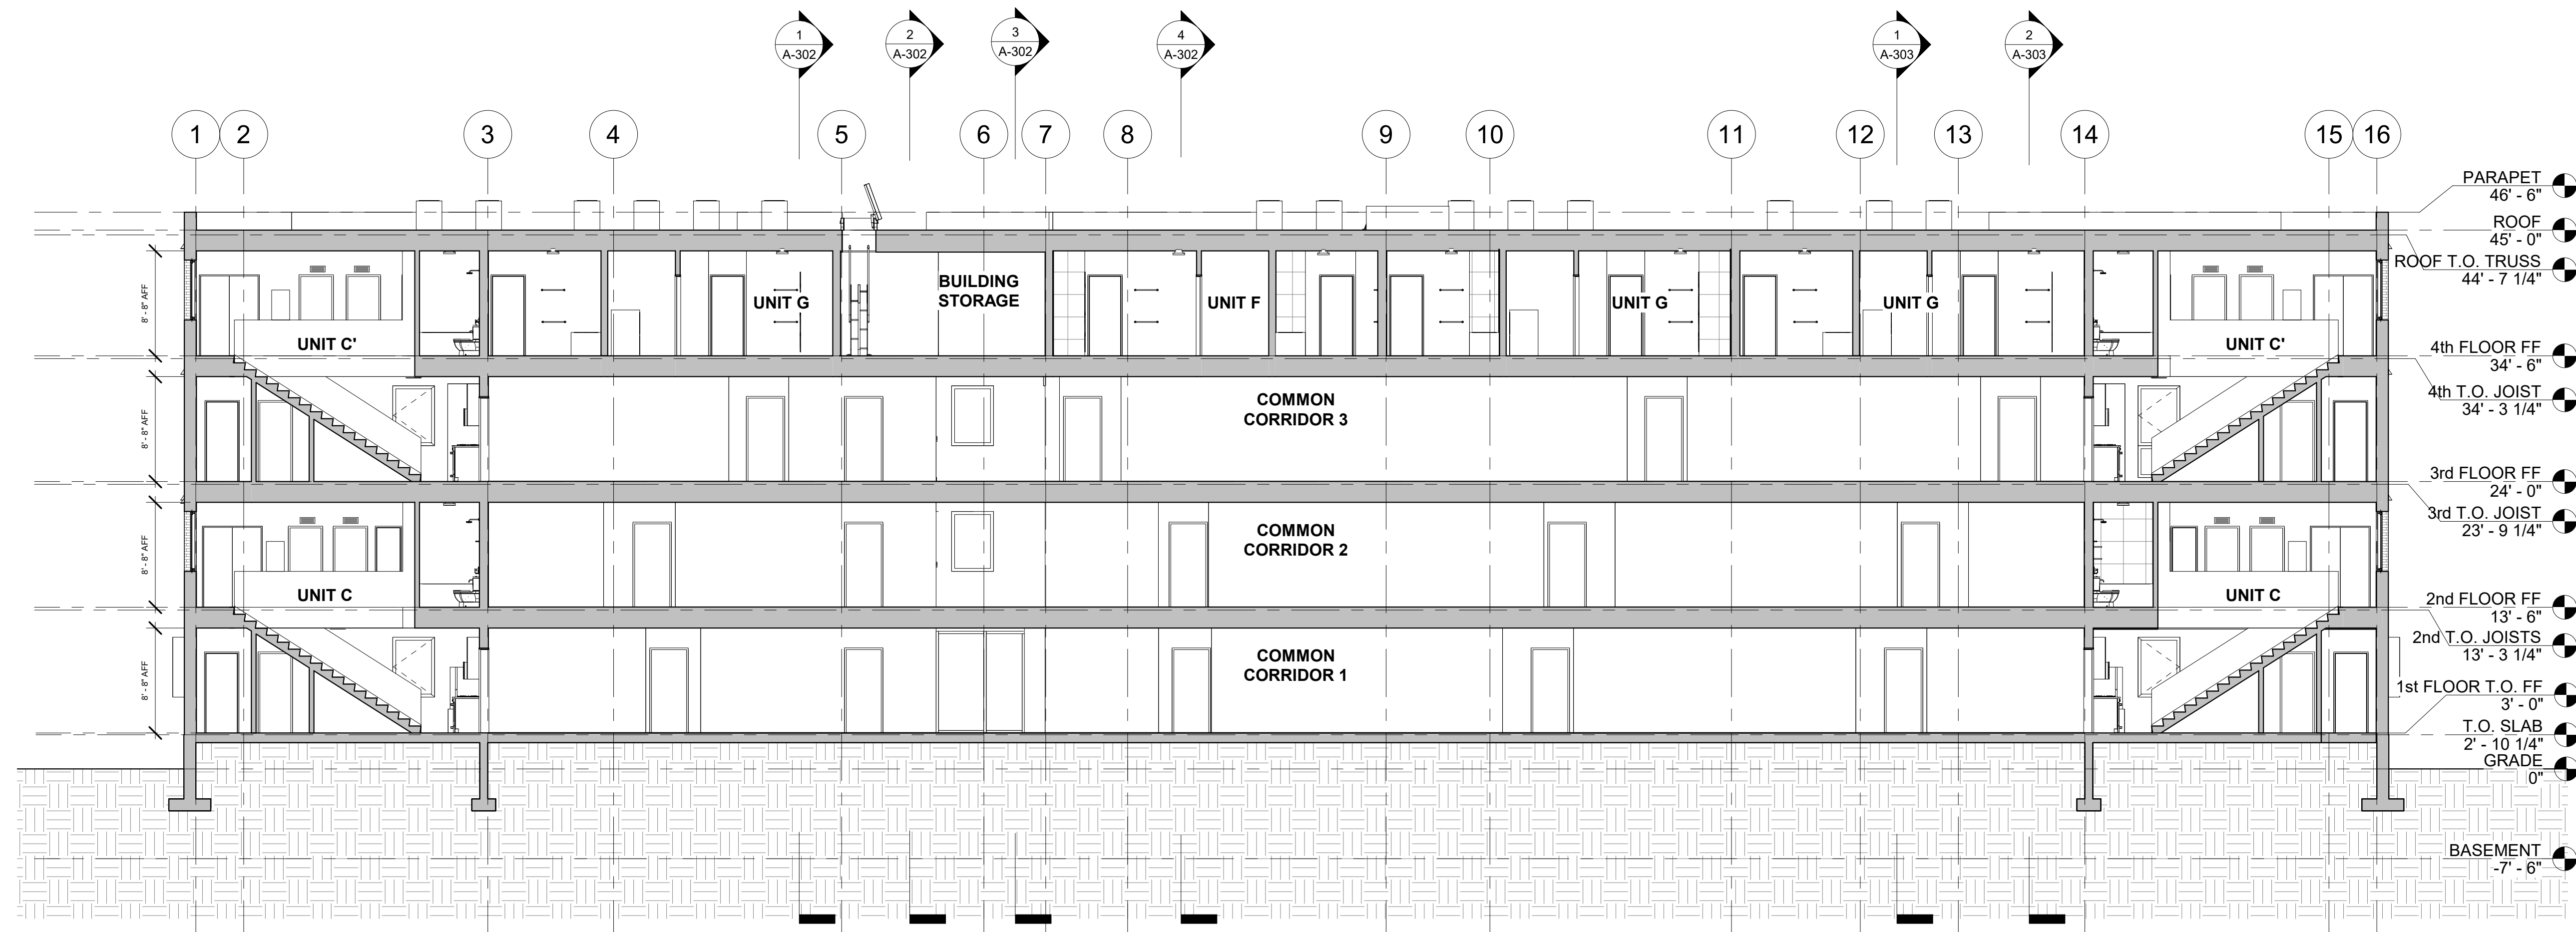 1
A-302
2
A-302
3
A-302
4
A-302
1
A-303
2
A-303
1
2
3
4
5
6
7
8
9
10
11
12
13
14
15
16
PARAPET
46' - 6"
ROOF
45' - 0"
ROOF T.O. TRUSS
44' - 7 1/4"
8' - 8" AFF
UNIT C'
UNIT G
BUILDING
STORAGE
UNIT F
UNIT G
UNIT G
UNIT C'
4th FLOOR FF
34' - 6"
4th T.O. JOIST
34' - 3 1/4"
8' - 8" AFF
COMMON
CORRIDOR 3
3rd FLOOR FF
24' - 0"
3rd T.O. JOIST
23' - 9 1/4"
8' - 8" AFF
COMMON
CORRIDOR 2
UNIT C
UNIT C
2nd FLOOR FF
13' - 6"
2nd T.O. JOISTS
13' - 3 1/4"
8' - 8" AFF
COMMON
CORRIDOR 1
1st FLOOR T.O. FF
3' - 0"
T.O. SLAB
2' - 10 1/4"
GRADE
0"
BASEMENT
-7' - 6"